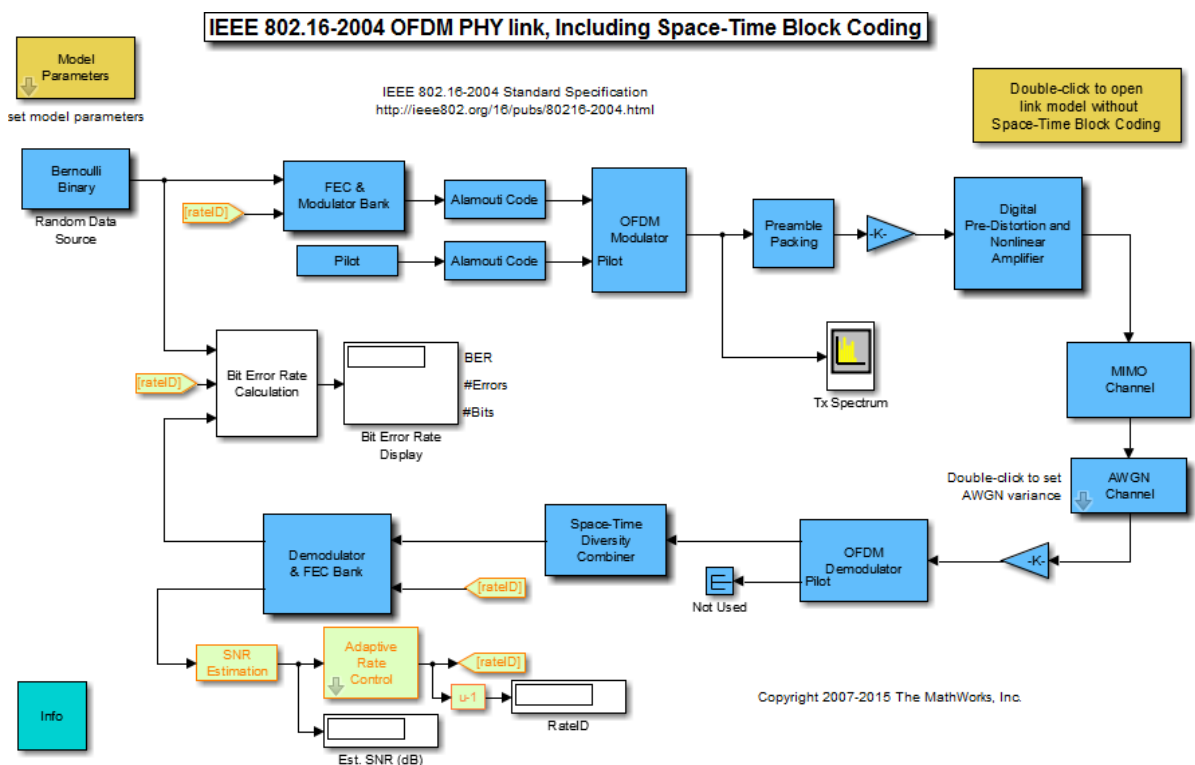 IEEE 802.16-2004 OFDM PHY link, Including Space-Time Block Coding
Model
Parameters
set model parameters
IEEE 802.16-2004 Standard Specification
http://ieee802.org/16/pubs/80216-2004.html
Double-click to open
link model without
Space-Time Block Coding
Bernoulli
Binary
Random Data
Source
[rateID]
FEC &
Modulator Bank
Alamouti Code
Pilot
Alamouti Code
OFDM
Modulator
Pilot
Preamble
Packing
-K-
Digital
Pre-Distortion and
Nonlinear
Amplifier
Tx Spectrum
MIMO
Channel
[rateID]
Bit Error Rate
Calculation
BER
#Errors
#Bits
Bit Error Rate
Display
Double-click to set
AWGN variance
AWGN
Channel
-K-
OFDM
Demodulator
Pilot
Not Used
Space-Time
Diversity
Combiner
Demodulator
& FEC Bank
[rateID]
SNR
Estimation
Adaptive
Rate
Control
[rateID]
u-1
RateID
Est. SNR (dB)
Info
Copyright 2007-2015 The MathWorks, Inc.